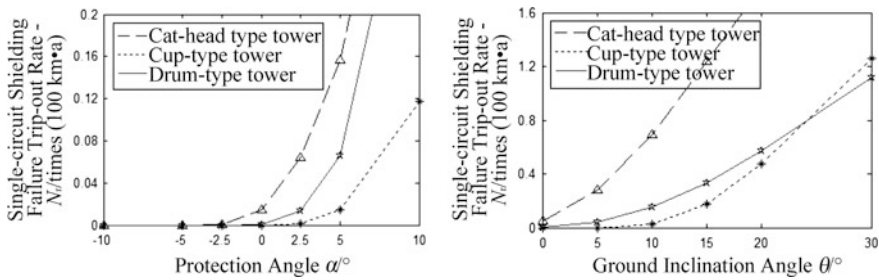 Single-circuit Shielding
Failure Trip-out Rate -
Nr/times (100 km•a)
0.2
0.16
0.12
0.08
0.04
0
Cat-head type tower
Cup-type tower
Drum-type tower
-10
-5
-2.5
0
2.5
5
10
Protection Angle α/°
Single-circuit Shielding
Failure Trip-out Rate -
Nr/times (100 km•a)
1.6
1.2
0.8
0.4
0
Cat-head type tower
Cup-type tower
Drum-type tower
0
5
10
15
20
30
Ground Inclination Angle θ/°